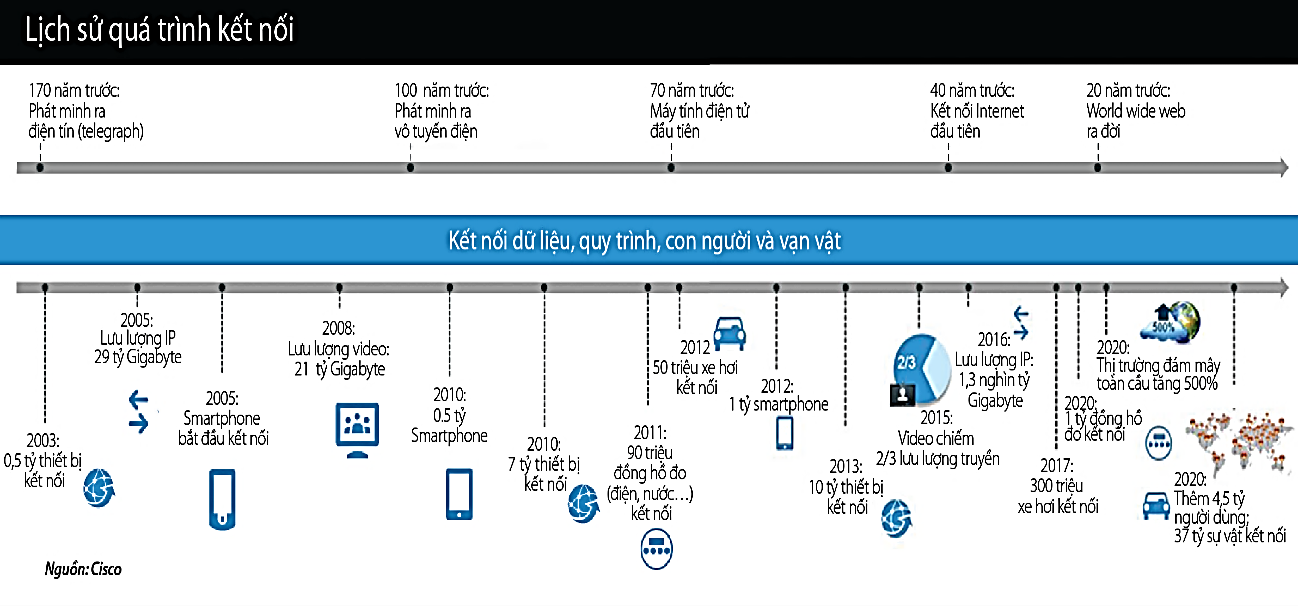 Lịch sử quá trình kết nối
170 năm trước:
Phát minh ra
điện tín (telegraph)
100 năm trước:
Phát minh ra
vô tuyến điện
70 năm trước:
Máy tính điện tử
đầu tiên
40 năm trước:
Kết nối Internet
đầu tiên
20 năm trước:
World wide web
ra đời
Kết nối dữ liệu, quy trình, con người và vạn vật
2003:
0,5 tỷ thiết bị
kết nối
2005:
Lưu lượng IP
29 tỷ Gigabyte
2005:
Smartphone
bắt đầu kết nối
2008:
Lưu lượng video:
21 tỷ Gigabyte
2010:
0.5 tỷ
Smartphone
2010:
7 tỷ thiết bị
kết nối
2011:
90 triệu
đồng hồ đo
(điện, nước...)
kết nối
2012
50 triệu xe hơi
kết nối
2012:
1 tỷ smartphone
2013:
10 tỷ thiết bị
kết nối
2/3
2015:
Video chiếm
2/3 lưu lượng truyền
2016:
Lưu lượng IP:
1,3 nghìn tỷ
Gigabyte
2017:
300 triệu
xe hơi kết nối
2020:
1 tỷ đồng hồ
đo kết nối
500%
2020:
Thị trường đám mây
toàn cầu tăng 500%
2020:
Thêm 4,5 tỷ
người dùng;
37 tỷ sự vật kết nối
Nguồn: Cisco